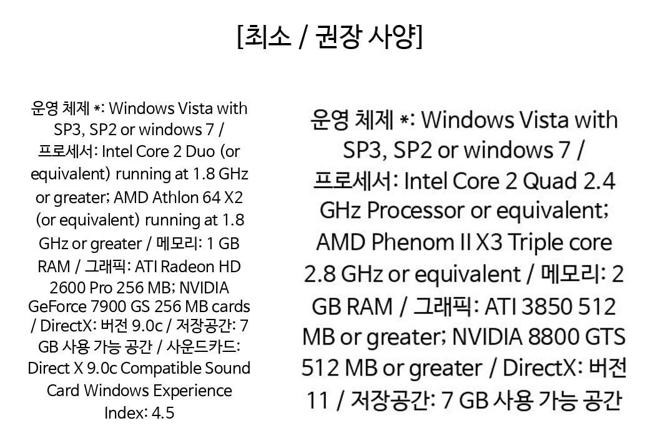 [최소 / 권장 사양]
운영 체제 *: Windows Vista with
SP3, SP2 or windows 7 /
프로세서: Intel Core 2 Duo (or
equivalent) running at 1.8 GHz
or greater; AMD Athlon 64 X2
(or equivalent) running at 1.8
GHz or greater / 메모리: 1 GB
RAM / 그래픽: ATI Radeon HD
2600 Pro 256 MB; NVIDIA
GeForce 7900 GS 256 MB cards
/ DirectX: 버전 9.0c / 저장공간: 7
GB 사용 가능 공간 / 사운드카드:
Direct X 9.0c Compatible Sound
Card Windows Experience
Index: 4.5
운영 체제 *: Windows Vista with
SP3, SP2 or windows 7 /
프로세서: Intel Core 2 Quad 2.4
GHz Processor or equivalent;
AMD Phenom II X3 Triple core
2.8 GHz or equivalent / 메모리: 2
GB RAM / 그래픽: ATI 3850 512
MB or greater; NVIDIA 8800 GTS
512 MB or greater / DirectX: 버전
11 / 저장공간: 7 GB 사용 가능 공간